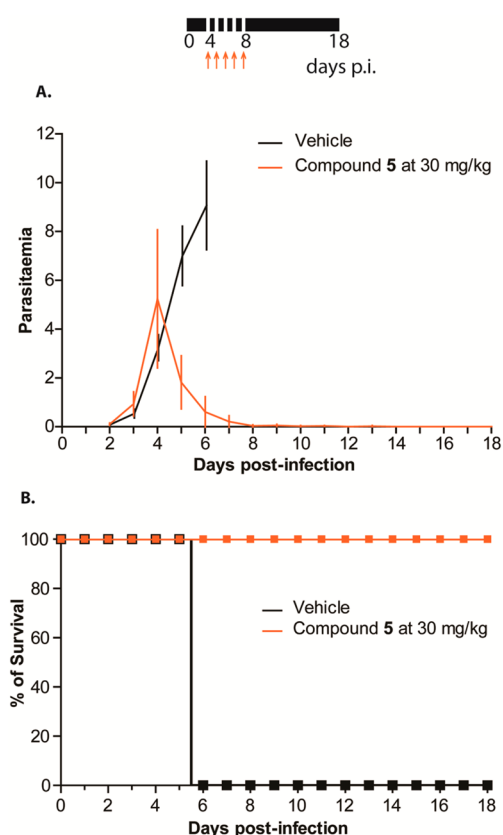 0 4 8 18
days p.i.
A.
12
Vehicle
10
Compound 5 at 30 mg/kg
8
6
4
2
0
Parasitaemia
0 2 4 6 8 10 12 14 16 18
Days post-infection
B.
100
80
Vehicle
Compound 5 at 30 mg/kg
60
40
20
0
% of Survival
0 2 4 6 8 10 12 14 16 18
Days post-infection